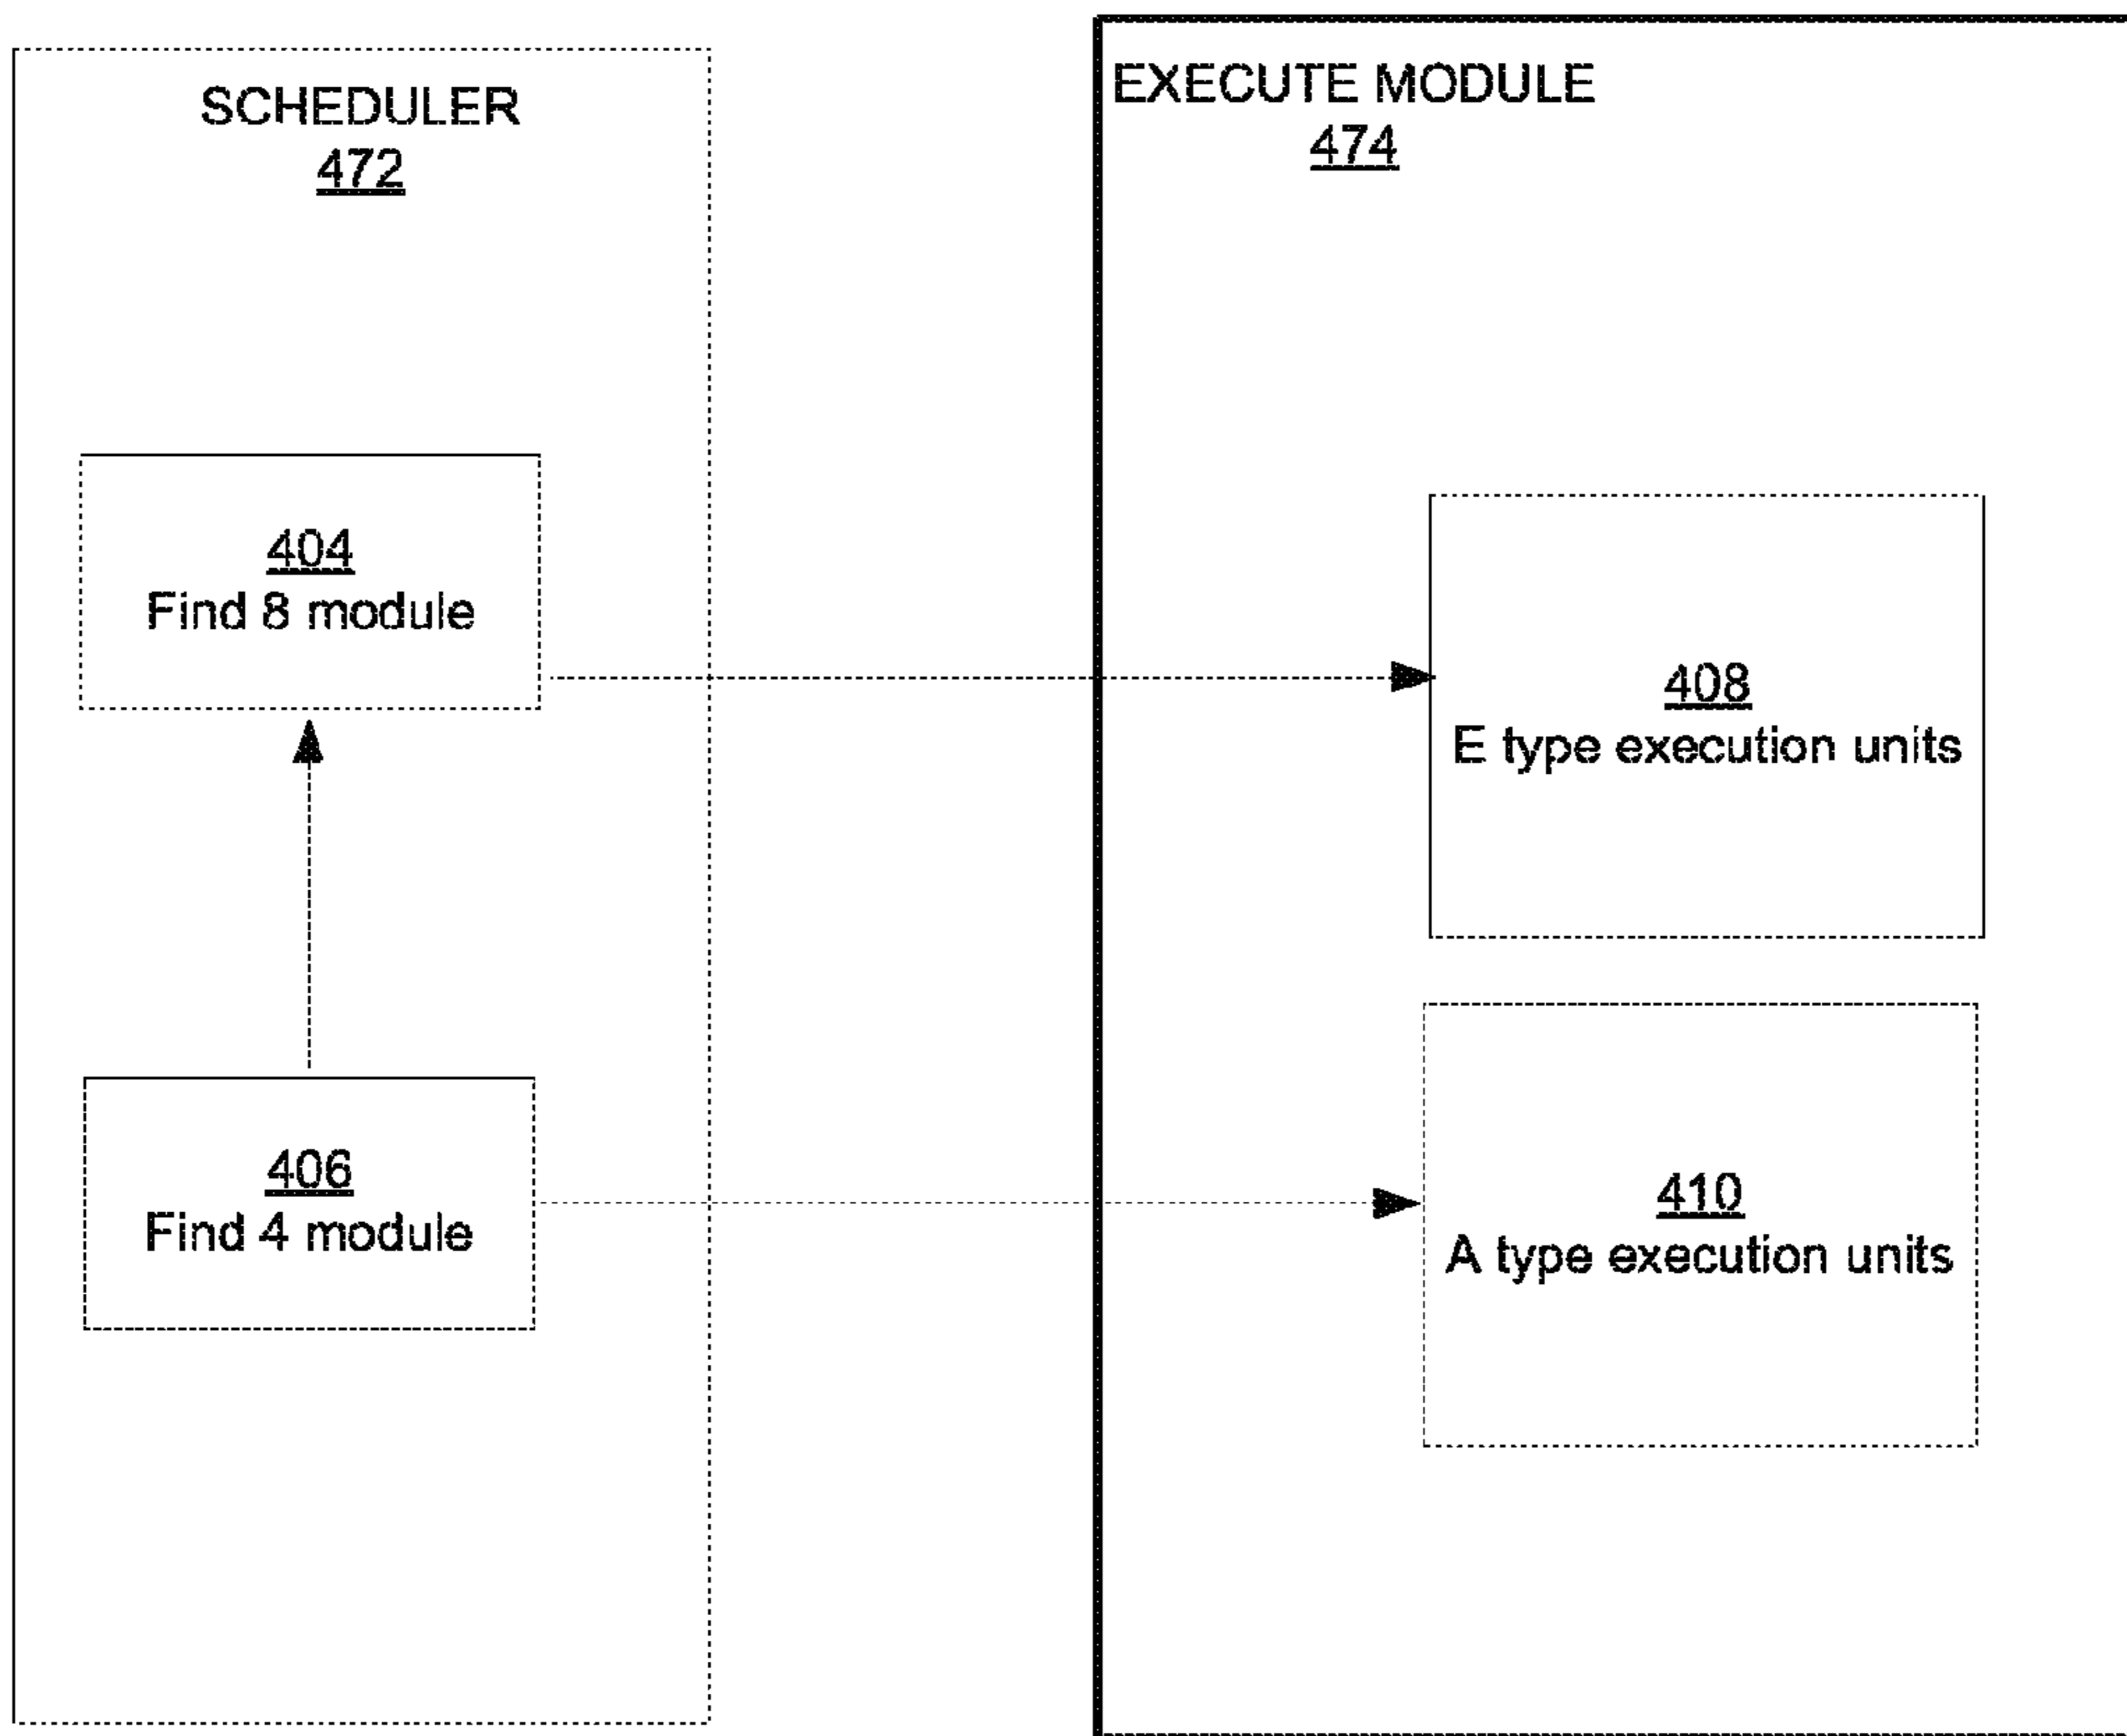 SCHEDULER
472
EXECUTE MODULE
474
404
Find 8 module
408
E type execution units
406
Find 4 module
410
A type execution units